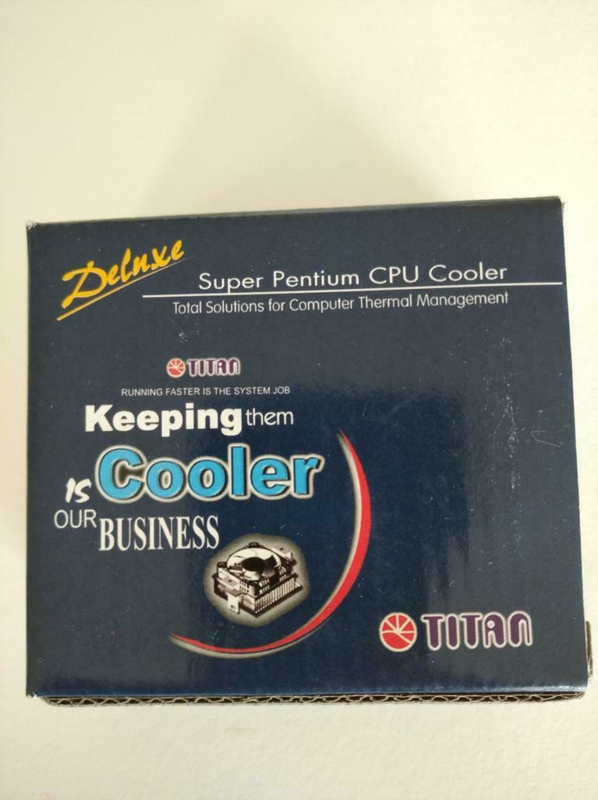 Deluxe
Super Pentium CPU Cooler
Total Solutions for Computer Thermal Management
TITAN
RUNNING FASTER IS THE SYSTEM JOB
Keeping them
is Cooler
OUR BUSINESS
TITAN